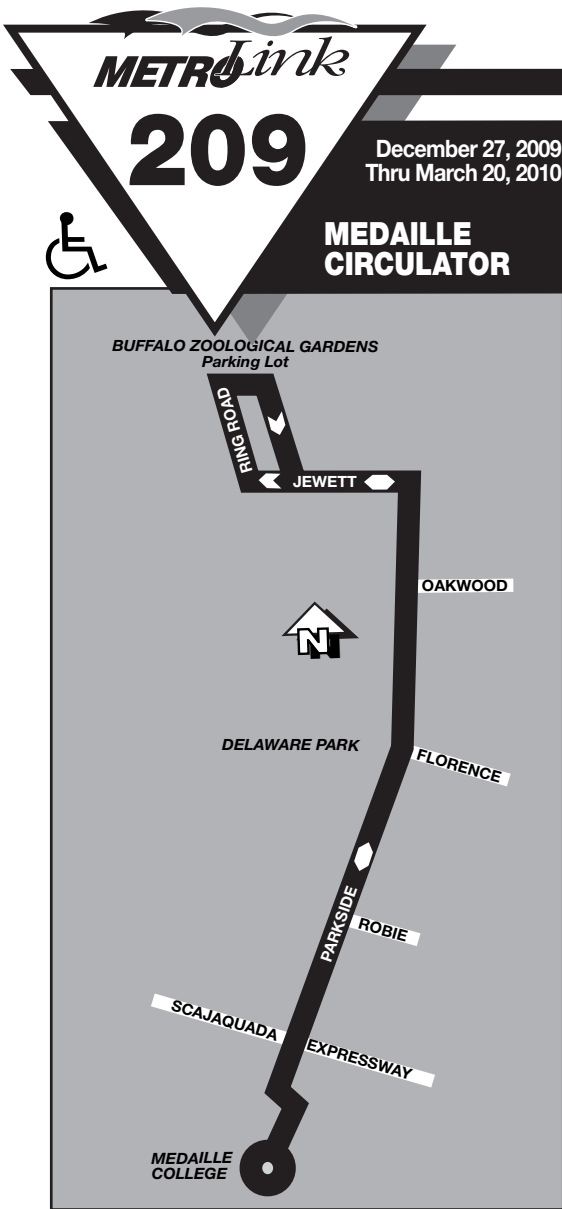 METROLink
209
December 27, 2009
Thru March 20, 2010
MEDAILLE
CIRCULATOR
BUFFALO ZOOLOGICAL GARDENS
Parking Lot
RING ROAD
JEWETT
OAKWOOD
N
DELAWARE PARK
FLORENCE
PARKSIDE
ROBIE
SCAJAQUADA EXPRESSWAY
MEDAILLE
COLLEGE